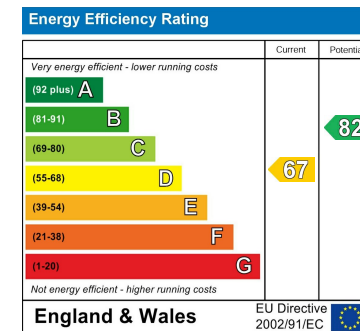 Energy Efficiency Rating
Current
Very energy efficient - lower running costs
(92 plus) A
(81-91) B
82
(69-80) C
(55-68) D
67
(39-54) E
(21-38) F
(1-20) G
Not energy efficient - higher running costs
England & Wales
EU Directive
2002/91/EC